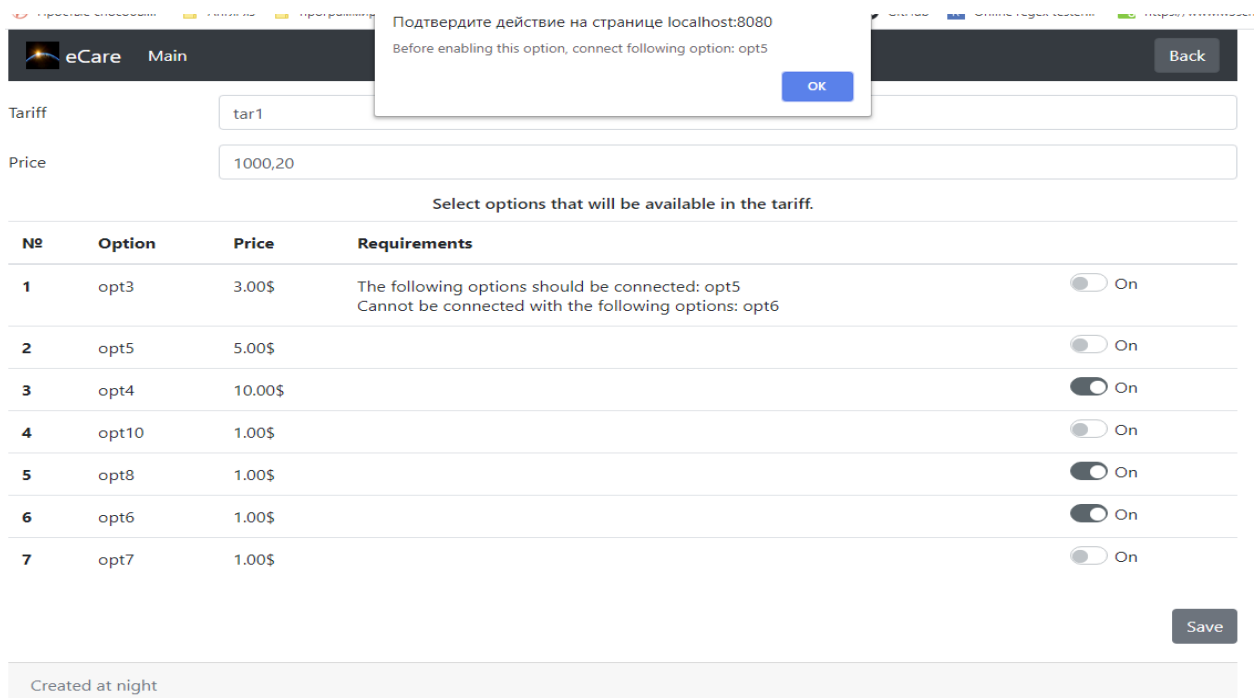 Подтвердите действие на странице localhost:8080
Before enabling this option, connect following option: opt5
OK
eCare Main Back
Tariff tar1
Price 1000,20
Select options that will be available in the tariff.
№ Option Price Requirements
1 opt3 3.00$ The following options should be connected: opt5 On
Cannot be connected with the following options: opt6
2 opt5 5.00$ On
3 opt4 10.00$ On
4 opt10 1.00$ On
5 opt8 1.00$ On
6 opt6 1.00$ On
7 opt7 1.00$ On
Save
Created at night